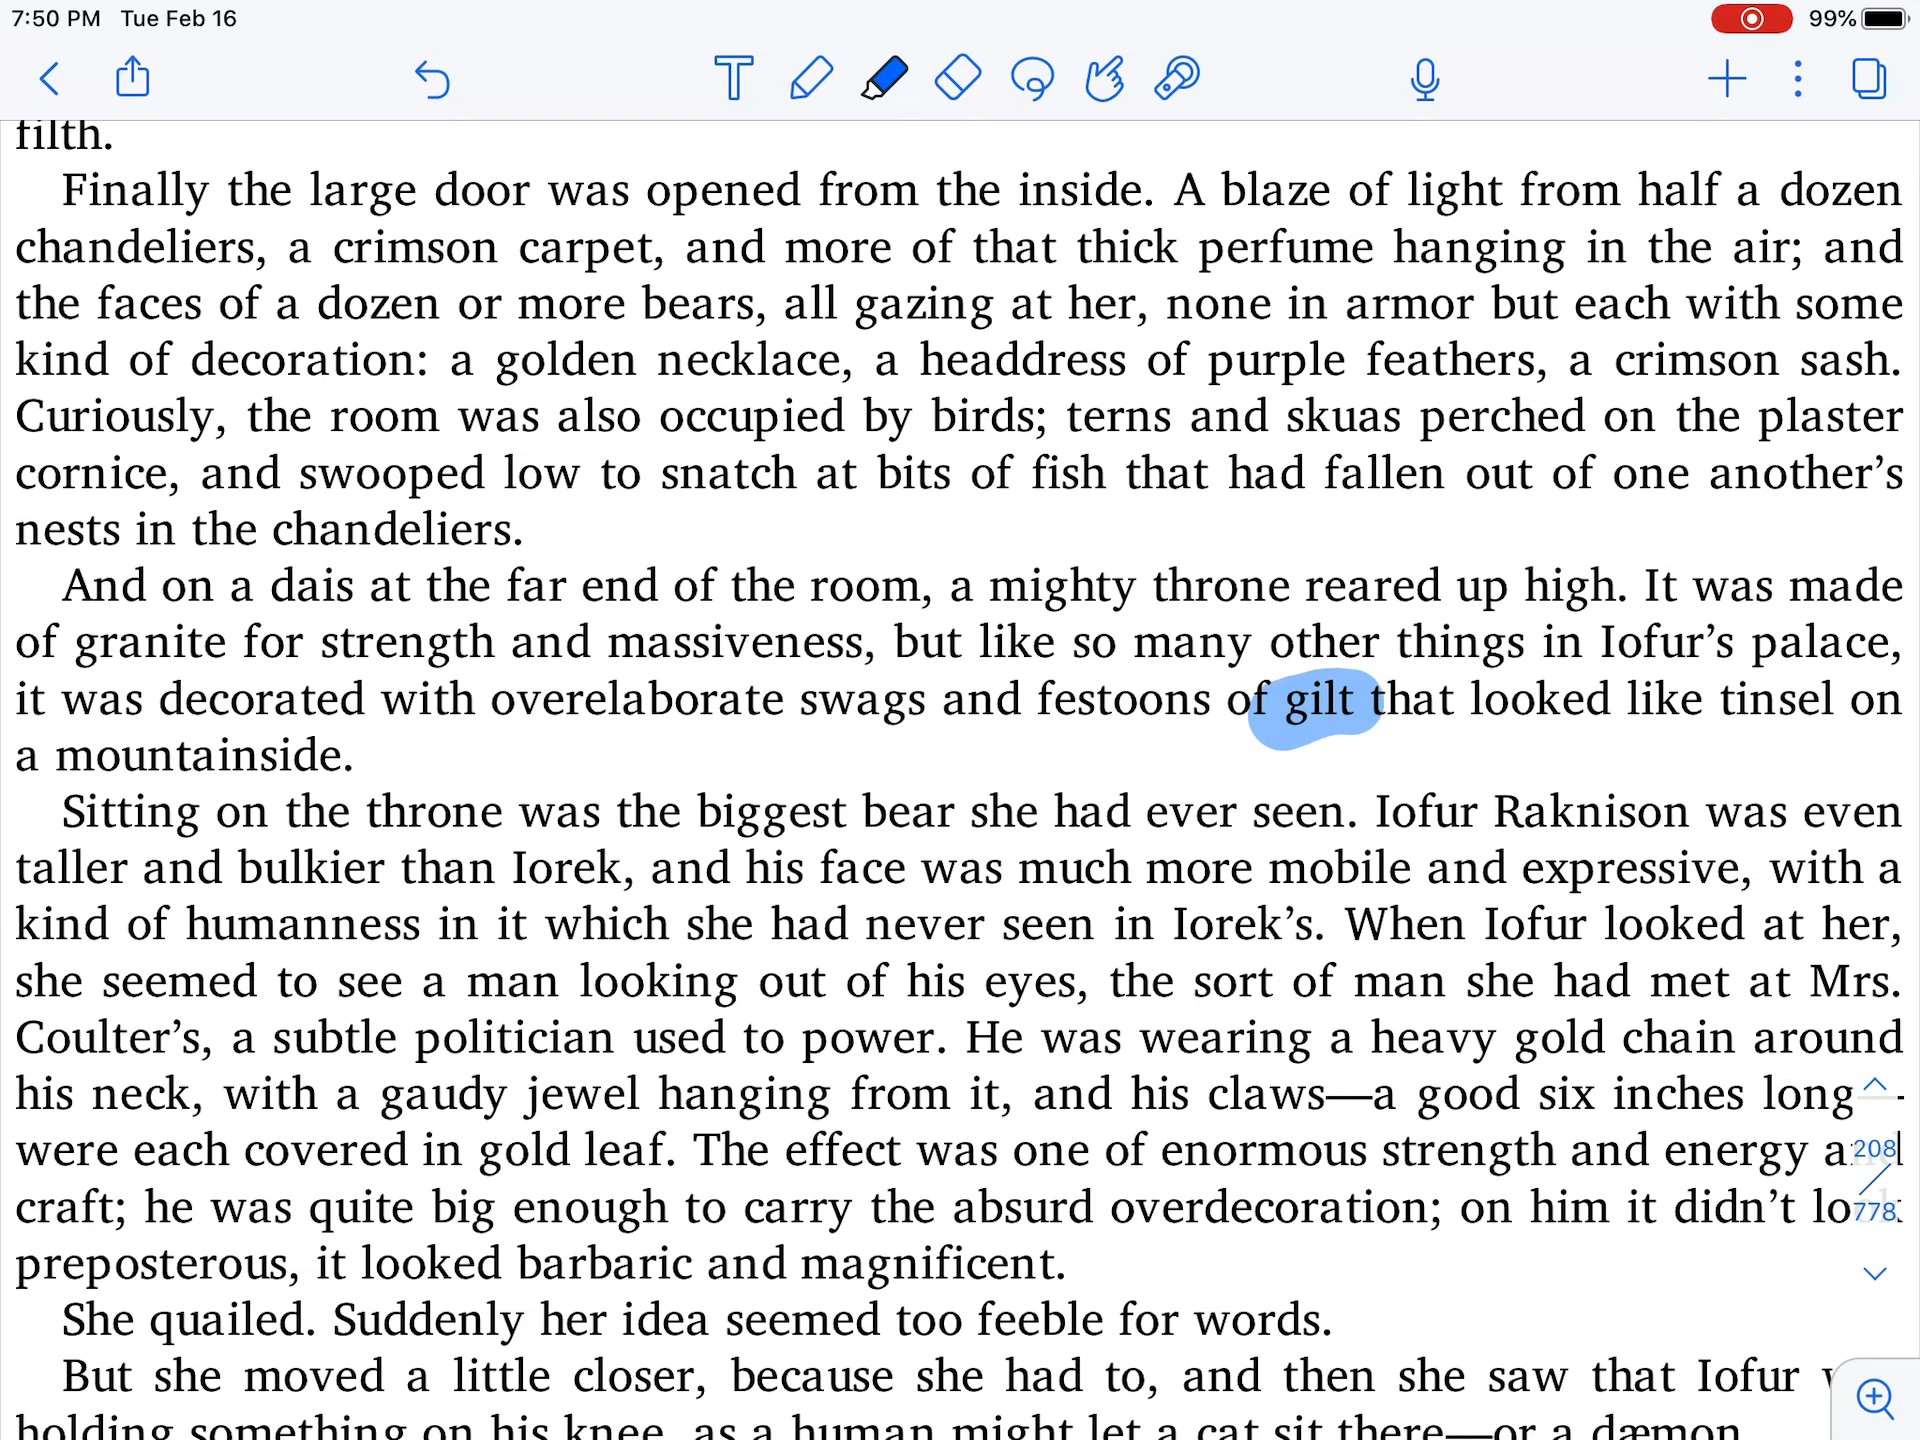 7:50 PM Tue Feb 16
99%
filth.
Finally the large door was opened from the inside. A blaze of light from half a dozen
chandeliers, a crimson carpet, and more of that thick perfume hanging in the air; and
the faces of a dozen or more bears, all gazing at her, none in armor but each with some
kind of decoration: a golden necklace, a headdress of purple feathers, a crimson sash.
Curiously, the room was also occupied by birds; terns and skuas perched on the plaster
cornice, and swooped low to snatch at bits of fish that had fallen out of one another’s
nests in the chandeliers.
And on a dais at the far end of the room, a mighty throne reared up high. It was made
of granite for strength and massiveness, but like so many other things in Iofur’s palace,
it was decorated with overelaborate swags and festoons of gilt that looked like tinsel on
a mountainside.
Sitting on the throne was the biggest bear she had ever seen. Iofur Raknison was even
taller and bulkier than Iorek, and his face was much more mobile and expressive, with a
kind of humanness in it which she had never seen in Iorek’s. When Iofur looked at her,
she seemed to see a man looking out of his eyes, the sort of man she had met at Mrs.
Coulter’s, a subtle politician used to power. He was wearing a heavy gold chain around
his neck, with a gaudy jewel hanging from it, and his claws—a good six inches long—
were each covered in gold leaf. The effect was one of enormous strength and energy and
craft; he was quite big enough to carry the absurd overdecoration; on him it didn’t look
preposterous, it looked barbaric and magnificent.
She quailed. Suddenly her idea seemed too feeble for words.
But she moved a little closer, because she had to, and then she saw that Iofur
holding something on his knee, as a human might let a cat sit there—or a dæmon.
208
778